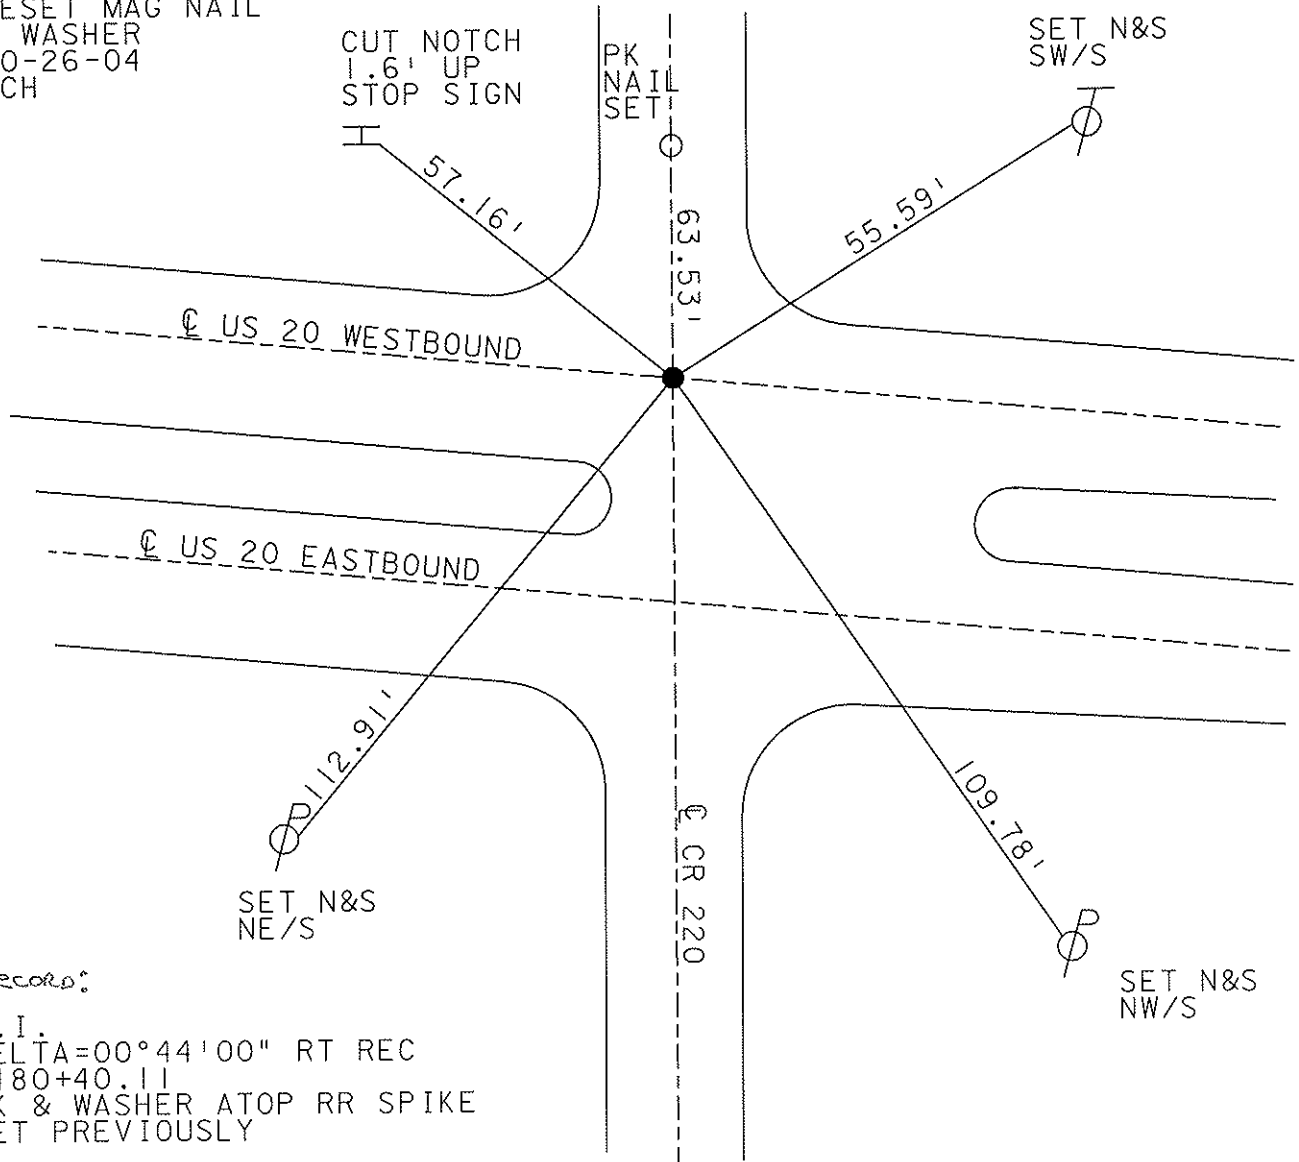 ESET MAG NAIL
WASHER
0-26-04
CH
CUT NOTCH
1.6' UP
STOP SIGN
PK
NAIL
SET
SET N&S
SW/S
57.16'
63.53'
55.59'
℄ US 20 WESTBOUND
℄ US 20 EASTBOUND
112.91'
109.78'
℄ CR 220
SET N&S
NE/S
SET N&S
NW/S
ECORD:
.I.
ELTA=00°44'00" RT REC
180+40.11
K & WASHER ATOP RR SPIKE
ET PREVIOUSLY